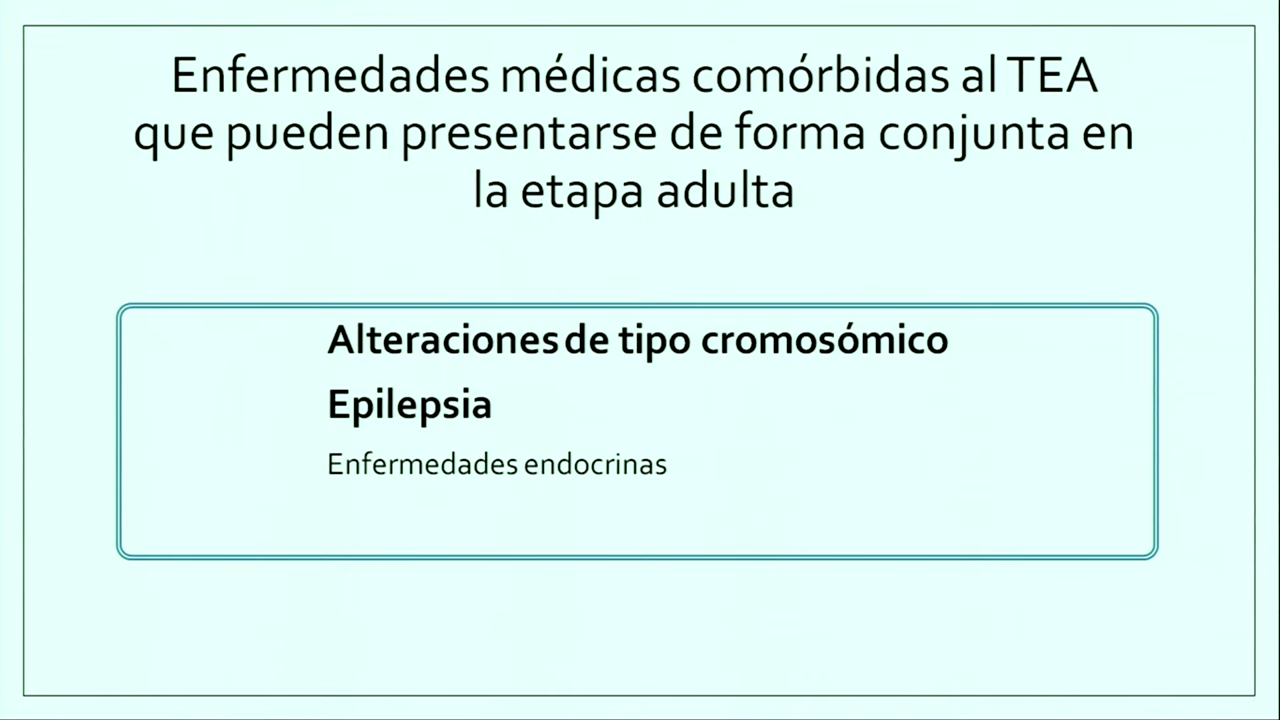 Enfermedades médicas comórbidas al TEA
que pueden presentarse de forma conjunta en
la etapa adulta
Alteraciones de tipo cromosómico
Epilepsia
Enfermedades endocrinas